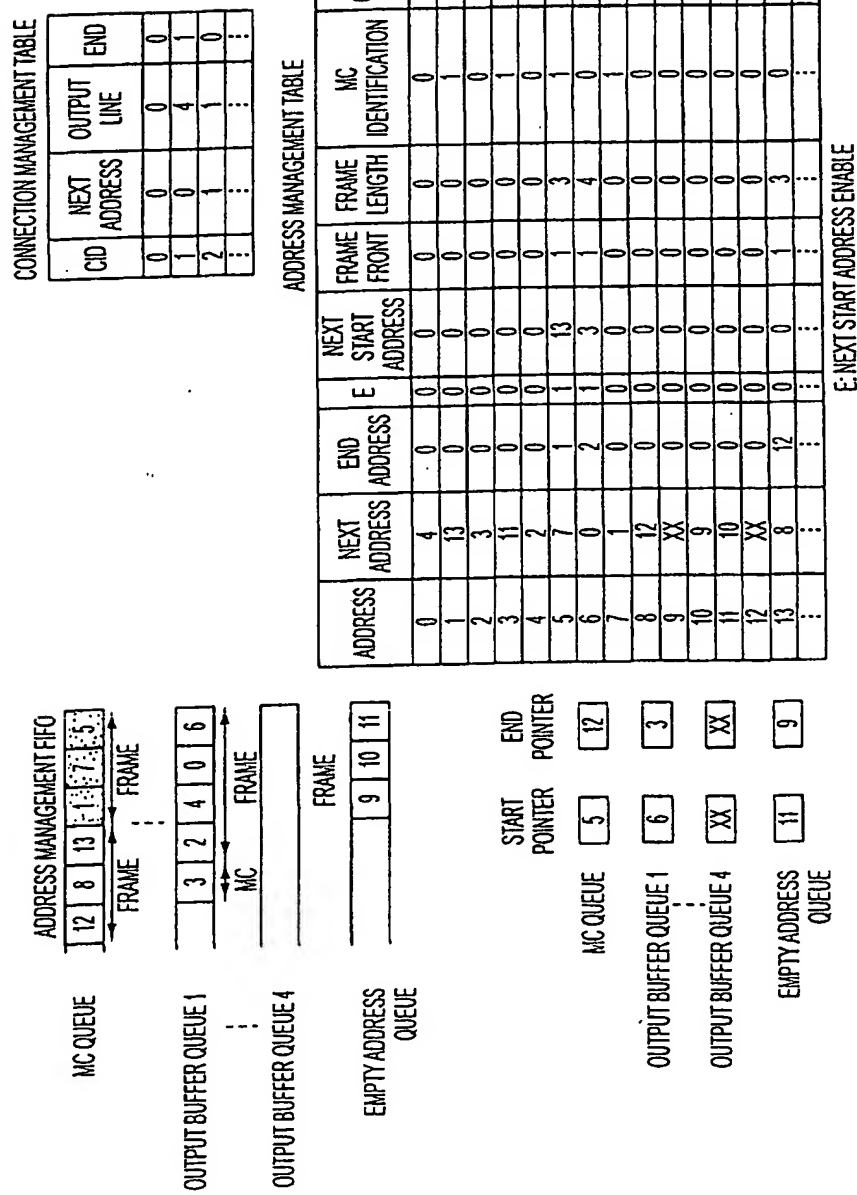 CONNECTION MANAGEMENT TABLE
CID NEXT ADDRESS OUTPUT LINE END
0 0 0 0
1 0 4 1
2 1 1 0
⋮ ⋮ ⋮ ⋮
ADDRESS MANAGEMENT FIFO
MC QUEUE 12 8 13 1 7 5
FRAME FRAME
OUTPUT BUFFER QUEUE 1 3 2 4 0 6
MC FRAME
OUTPUT BUFFER QUEUE 4
FRAME
EMPTY ADDRESS QUEUE 9 10 11
START POINTER END POINTER
MC QUEUE 5 12
OUTPUT BUFFER QUEUE 1 6 3
OUTPUT BUFFER QUEUE 4 XX XX
EMPTY ADDRESS QUEUE 11 9
ADDRESS MANAGEMENT TABLE
ADDRESS NEXT ADDRESS END ADDRESS E NEXT START ADDRESS FRAME FRONT FRAME LENGTH MC IDENTIFICATION
0 4 0 0 0 0 0 0
1 13 0 0 0 0 0 1
2 3 0 0 0 0 0 0
3 11 0 0 0 0 0 1
4 2 0 0 0 0 0 0
5 7 1 1 13 1 3 1
6 0 2 1 3 1 4 0
7 1 0 0 0 0 0 1
8 12 0 0 0 0 0 0
9 XX 0 0 0 0 0 0
10 9 0 0 0 0 0 0
11 10 0 0 0 0 0 0
12 XX 0 0 0 0 0 0
13 8 12 0 0 1 3 0
⋮ ⋮ ⋮ ⋮ ⋮ ⋮ ⋮ ⋮
E: NEXT START ADDRESS ENABLE